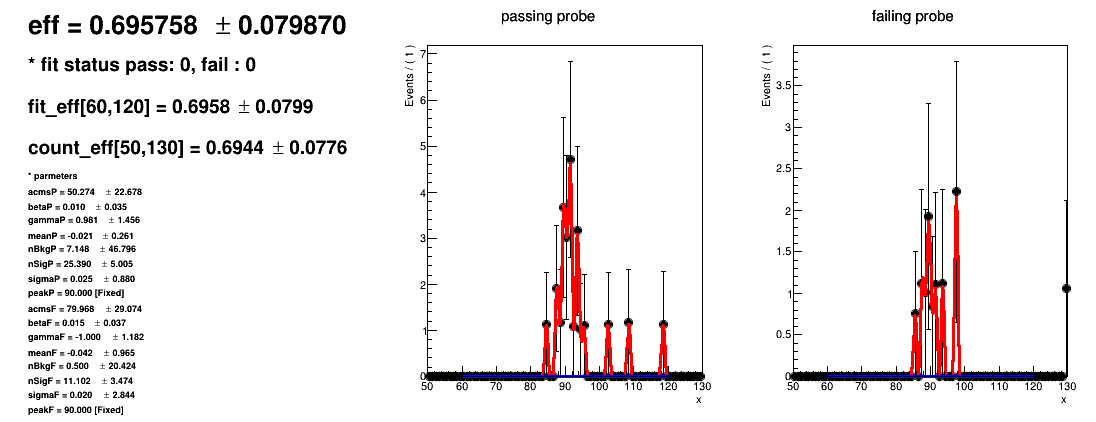 eff = 0.695758 ± 0.079870
* fit status pass: 0, fail : 0
fit_eff[60,120] = 0.6958 ± 0.0799
count_eff[50,130] = 0.6944 ± 0.0776
* parmeters
acmsP = 50.274 ± 22.678
betaP = 0.010 ± 0.035
gammaP = 0.981 ± 1.456
meanP = -0.021 ± 0.261
nBkgP = 7.148 ± 46.796
nSigP = 25.390 ± 5.005
sigmaP = 0.025 ± 0.880
peakP = 90.000 [Fixed]
acmsF = 79.968 ± 29.074
betaF = 0.015 ± 0.037
gammaF = -1.000 ± 1.182
meanF = -0.042 ± 0.965
nBkgF = 0.500 ± 20.424
nSigF = 11.102 ± 3.474
sigmaF = 0.020 ± 2.844
peakF = 90.000 [Fixed]
passing probe
Events / ( 1 )
7
6
5
4
3
2
1
0
50 60 70 80 90 100 110 120 130
x
failing probe
Events / ( 1 )
3.5
3
2.5
2
1.5
1
0.5
0
50 60 70 80 90 100 110 120 130
x